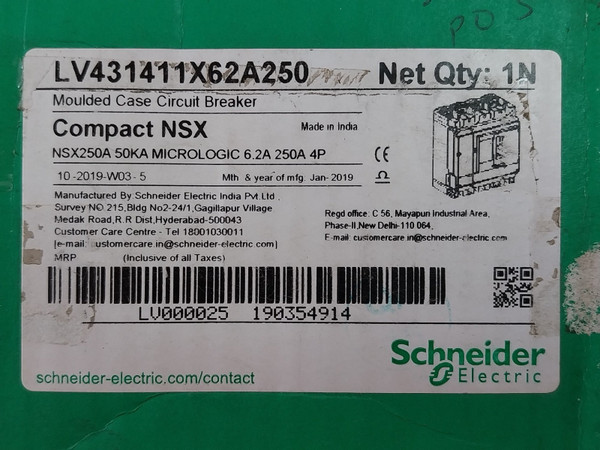 POS
LV431411X62A250 Net Qty: 1N
Moulded Case Circuit Breaker
Compact NSX Made in India
NSX250A 50KA MICROLOGIC 6.2A 250A 4P
10-2019-W03-5 Mth & year of mfg: Jan-2019
Manufactured By Schneider Electric India Pvt.Ltd.,
Survey NO.215,Bldg No2-24/1,Gagillapur Village
Medak Road,R.R Dist,Hyderabad-500043
Customer Care Centre - Tel 18001030011
[e-mail: customercare.in@schneider-electric.com]
MRP (Inclusive of all Taxes)
Regd office: C 56, Mayapuri Industrial Area,
Phase-II,New Delhi-110 064,
E-mail: customercare.in@schneider-electric.com
LV000025 190354914
Schneider
Electric
schneider-electric.com/contact